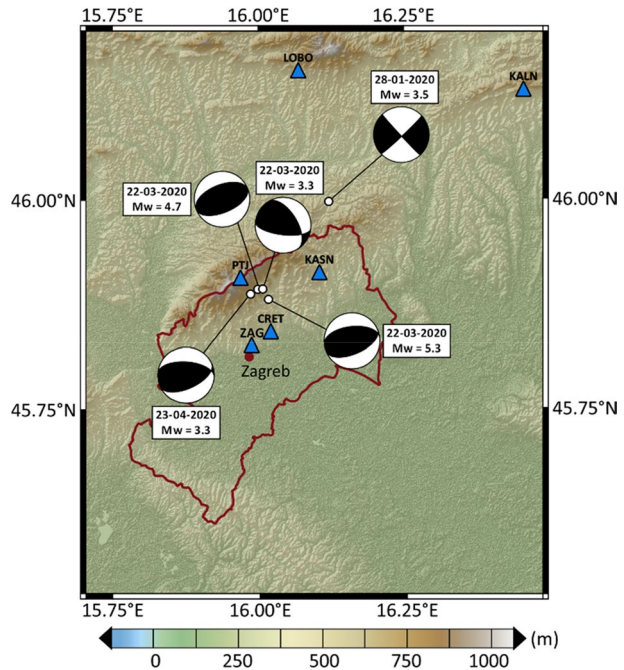 15.75°E 16.00°E 16.25°E
LOBO
KALN
28-01-2020
Mw = 3.5
22-03-2020
Mw = 3.3
22-03-2020
Mw = 4.7
46.00°N 46.00°N
PTJ
KASN
CRET
ZAG
22-03-2020
Mw = 5.3
Zagreb
23-04-2020
Mw = 3.3
45.75°N 45.75°N
15.75°E 16.00°E 16.25°E
(m)
0 250 500 750 1000